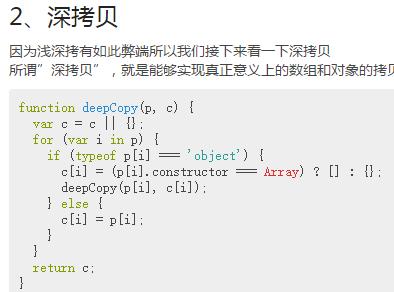 2、深拷贝
因为浅深拷有如此弊端所以我们接下来看一下深拷贝
所谓”深拷贝”，就是能够实现真正意义上的数组和对象的拷贝
function deepCopy(p, c) {
  var c = c || {};
  for (var i in p) {
    if (typeof p[i] === 'object') {
      c[i] = (p[i].constructor === Array) ? [] : {};
      deepCopy(p[i], c[i]);
    } else {
      c[i] = p[i];
    }
  }
  return c;
}